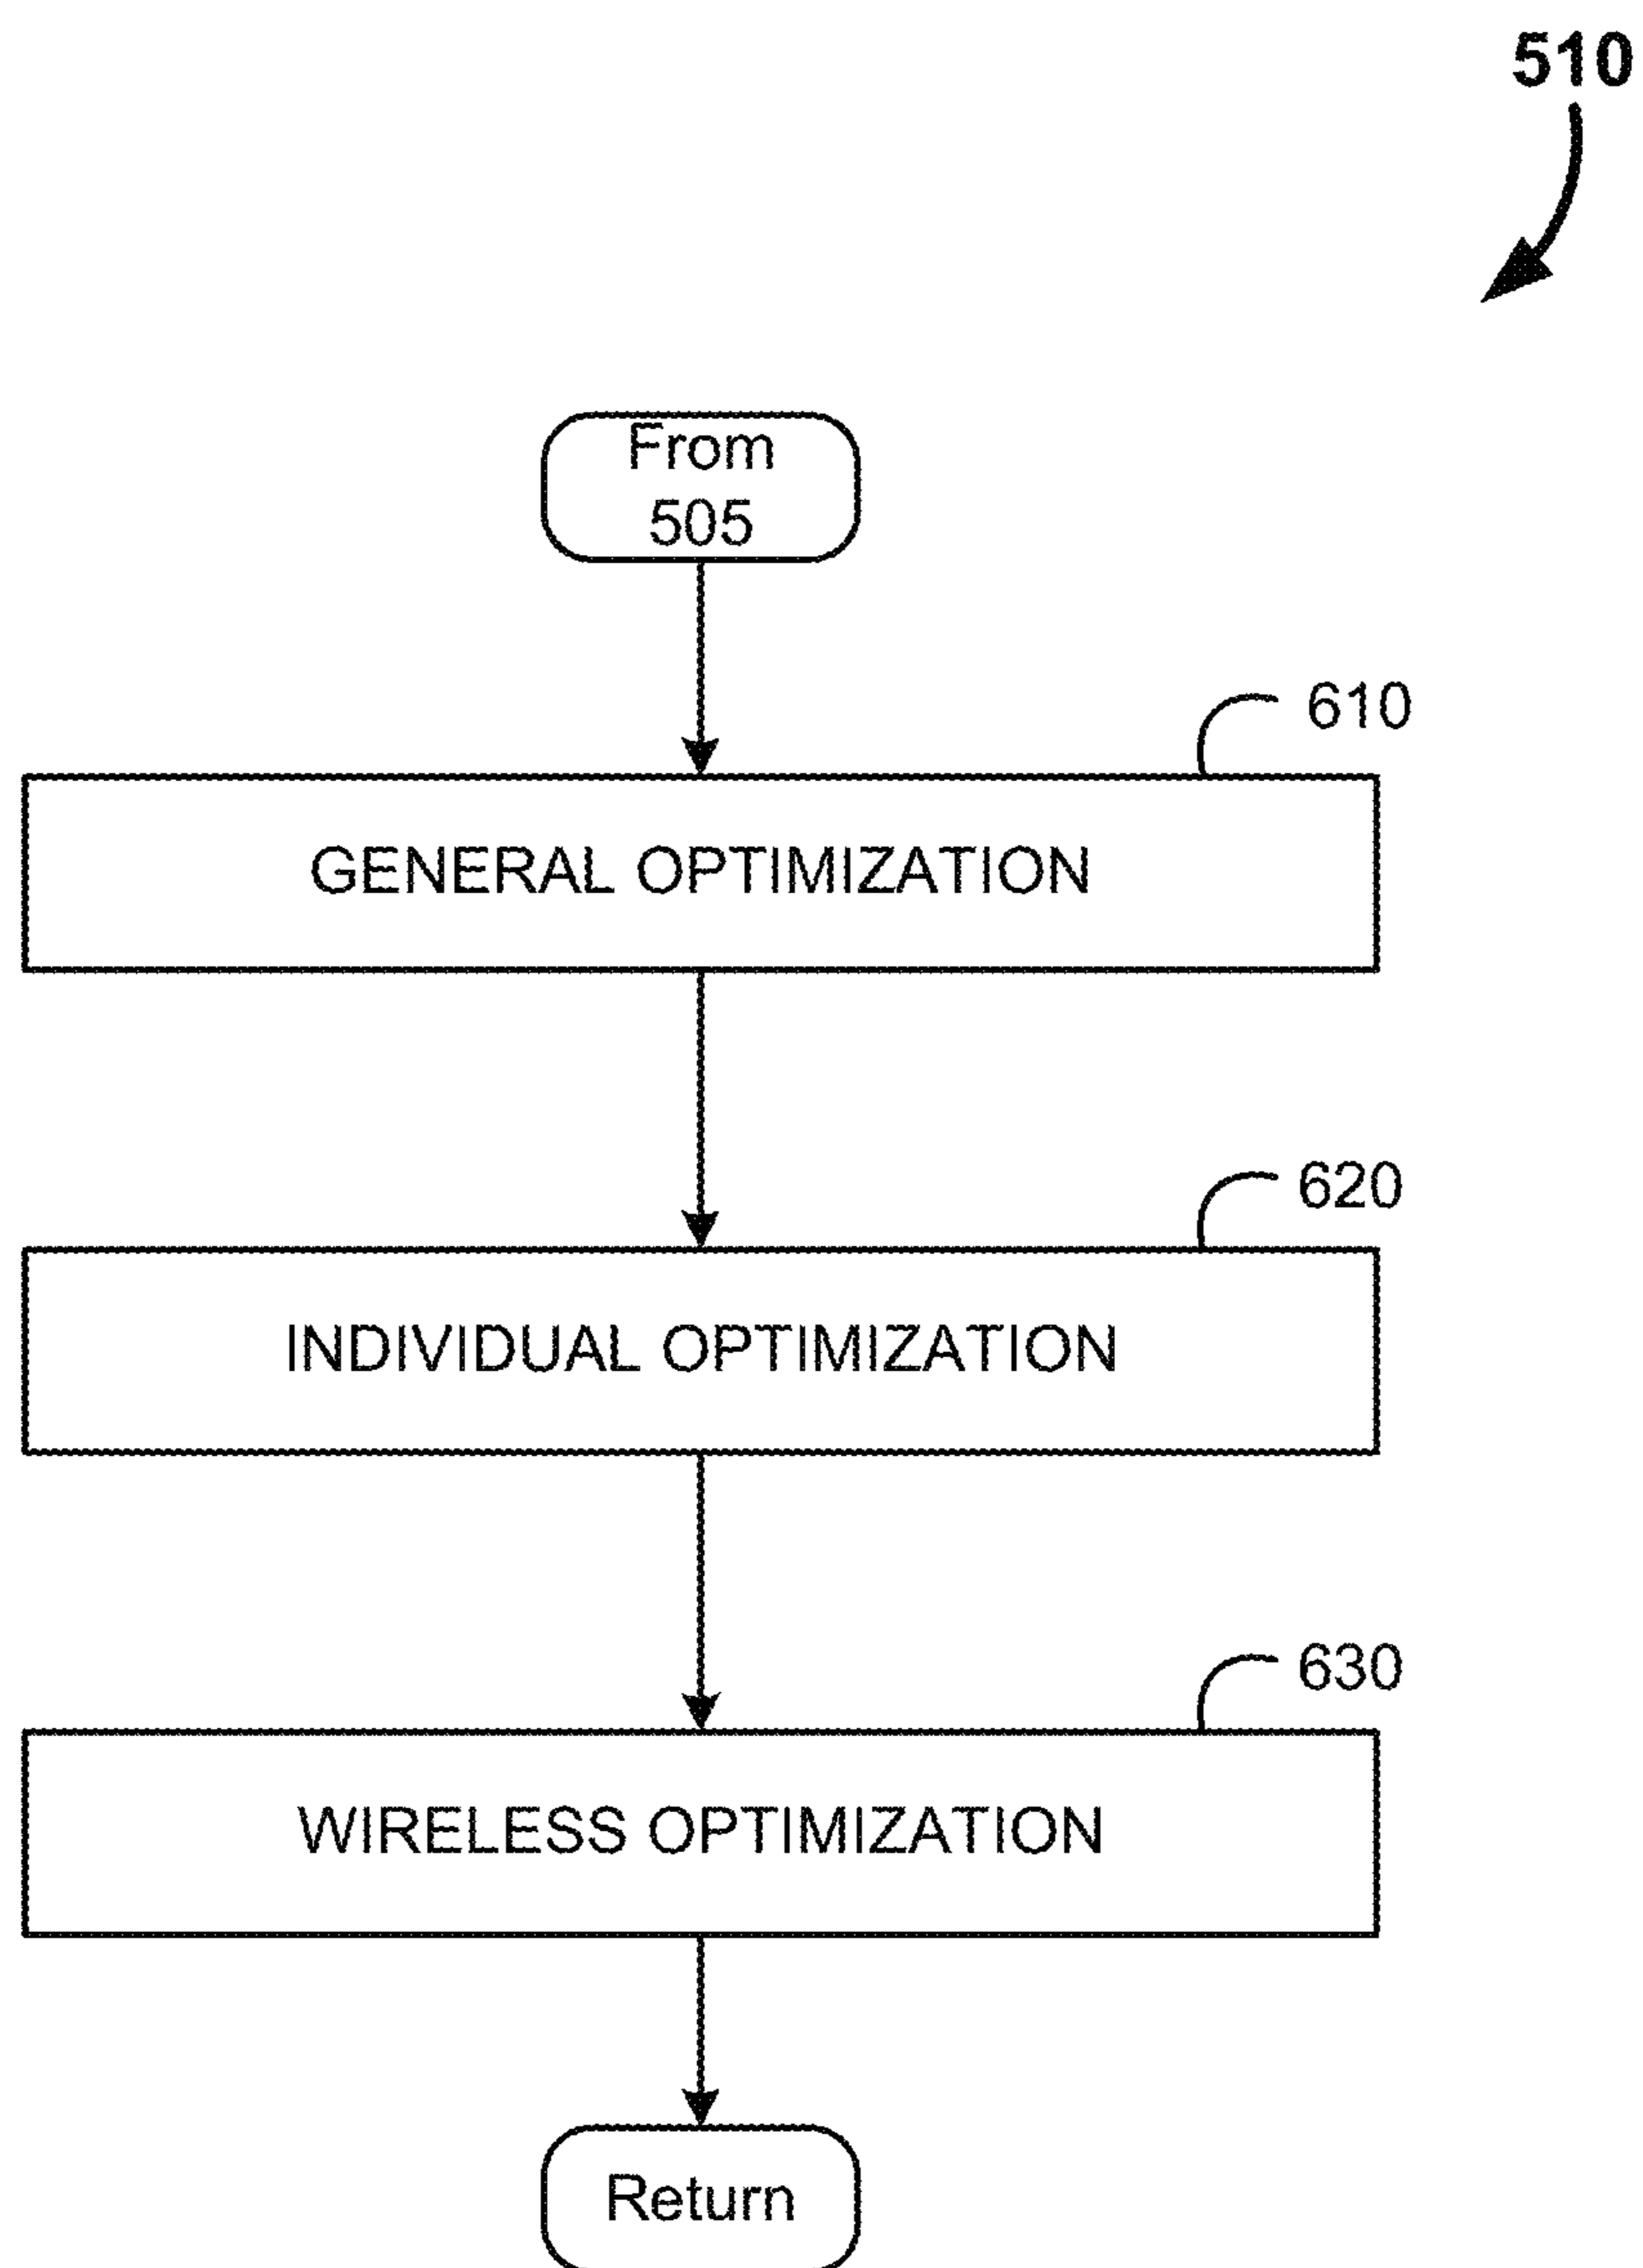 510
From
505
610
GENERAL OPTIMIZATION
620
INDIVIDUAL OPTIMIZATION
630
WIRELESS OPTIMIZATION
Return